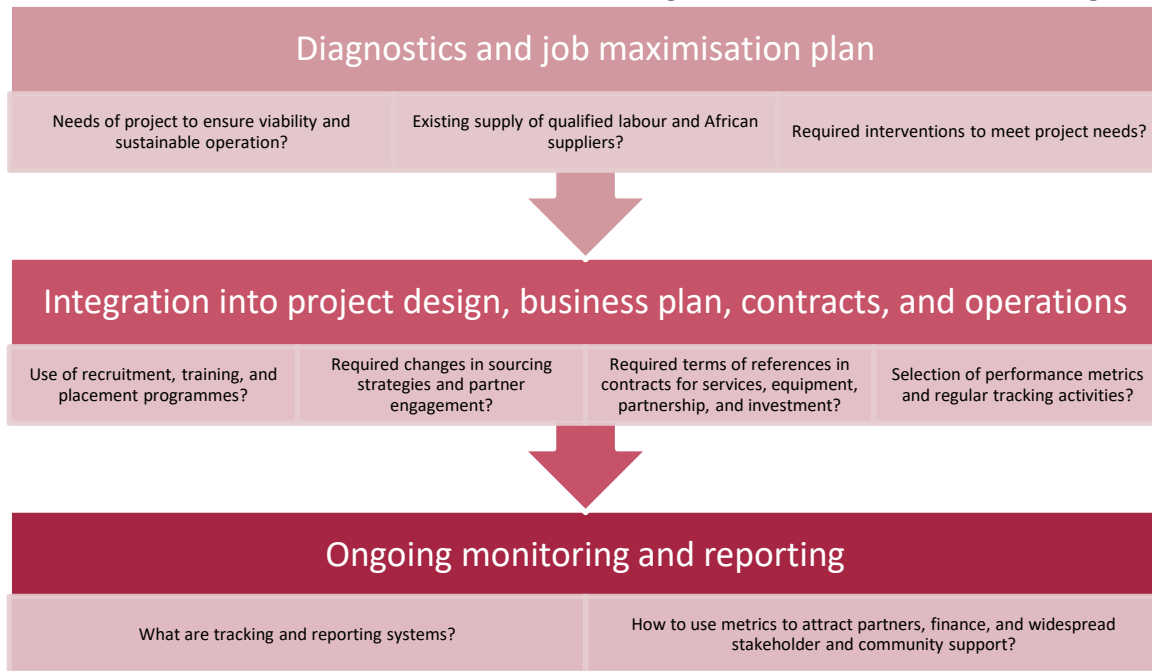 Diagnostics and job maximisation plan
Needs of project to ensure viability and
sustainable operation?
Existing supply of qualified labour and African
suppliers?
Required interventions to meet project needs?
Integration into project design, business plan, contracts, and operations
Use of recruitment, training, and
placement programmes?
Required changes in sourcing
strategies and partner
engagement?
Required terms of references in
contracts for services, equipment,
partnership, and investment?
Selection of performance metrics
and regular tracking activities?
Ongoing monitoring and reporting
What are tracking and reporting systems?
How to use metrics to attract partners, finance, and widespread
stakeholder and community support?